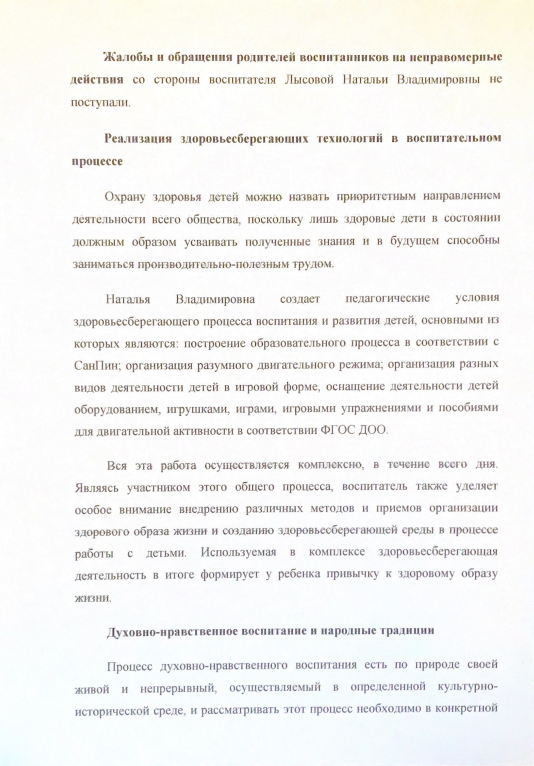 Жалобы и обращения родителей воспитанников на неправомерные
действия со стороны воспитателя Лысовой Натальи Владимировны не
поступали.
Реализация здоровьесберегающих технологий в воспитательном
процессе
Охрану здоровья детей можно назвать приоритетным направлением
деятельности всего общества, поскольку лишь здоровые дети в состоянии
должным образом усваивать полученные знания и в будущем способны
заниматься производительно-полезным трудом.
Наталья Владимировна создает педагогические условия
здоровьесберегающего процесса воспитания и развития детей, основными из
которых являются: построение образовательного процесса в соответствии с
СанПин; организация разумного двигательного режима; организация разных
видов деятельности детей в игровой форме, оснащение деятельности детей
оборудованием, игрушками, играми, игровыми упражнениями и пособиями
для двигательной активности в соответствии ФГОС ДОО.
Вся эта работа осуществляется комплексно, в течение всего дня.
Являясь участником этого общего процесса, воспитатель также уделяет
особое внимание внедрению различных методов и приемов организации
здорового образа жизни и созданию здоровьесберегающей среды в процессе
работы с детьми. Используемая в комплексе здоровьесберегающая
деятельность в итоге формирует у ребенка привычку к здоровому образу
жизни.
Духовно-нравственное воспитание и народные традиции
Процесс духовно-нравственного воспитания есть по природе своей
живой и непрерывный, осуществляемый в определенной культурно-
исторической среде, и рассматривать этот процесс необходимо в конкретной